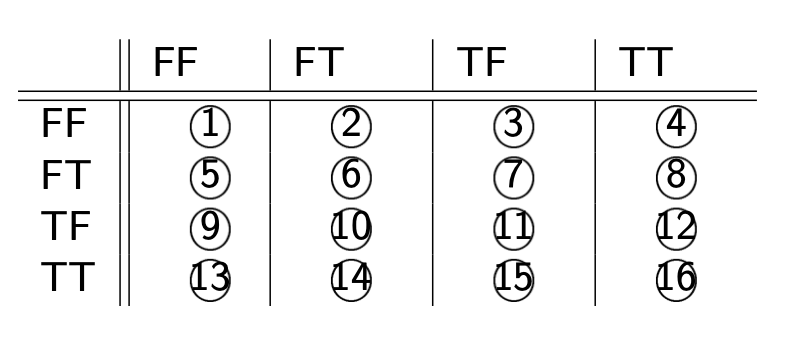 FF FT TF TT
FF ① ② ③ ④
FT ⑤ ⑥ ⑦ ⑧
TF ⑨ ⑩ ⑪ ⑫
TT ⑬ ⑭ ⑮ ⑯